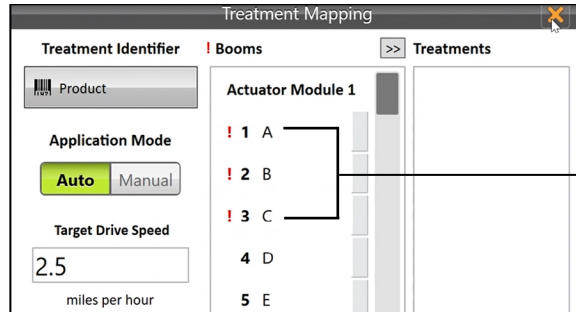 Treatment Mapping
Treatment Identifier
Product
Application Mode
Auto Manual
Target Drive Speed
2.5
miles per hour
! Booms >>
Actuator Module 1
! 1 A
! 2 B
! 3 C
4 D
5 E
Treatments